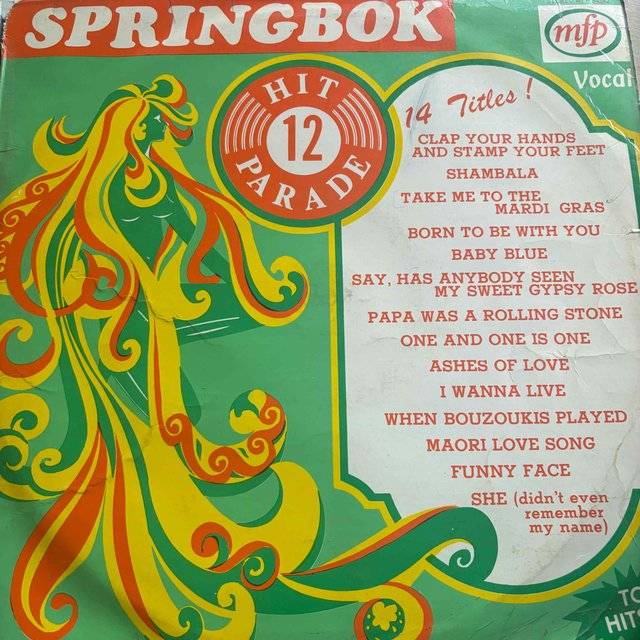 SPRINGBOK
mfp
Vocal
HIT
12
PARADE
14 Titles!
CLAP YOUR HANDS
AND STAMP YOUR FEET
SHAMBALA
TAKE ME TO THE
MARDI GRAS
BORN TO BE WITH YOU
BABY BLUE
SAY, HAS ANYBODY SEEN
MY SWEET GYPSY ROSE
PAPA WAS A ROLLING STONE
ONE AND ONE IS ONE
ASHES OF LOVE
I WANNA LIVE
WHEN BOUZOUKIS PLAYED
MAORI LOVE SONG
FUNNY FACE
SHE (didn't even
remember
my name)
HITS